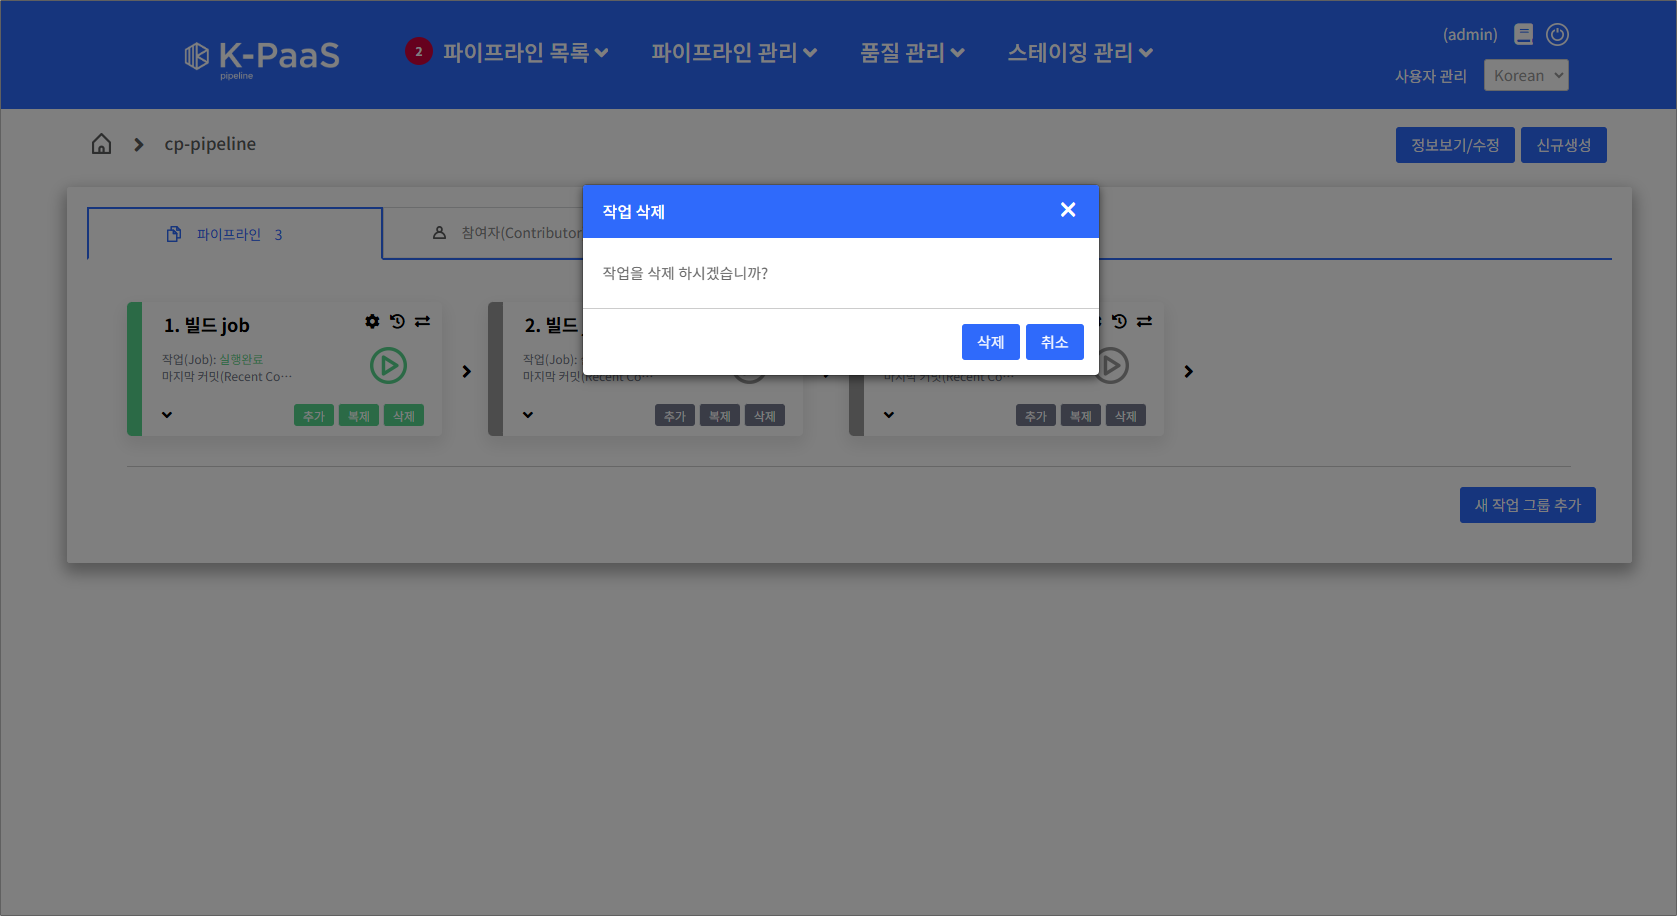 K-PaaS
pipeline
2 파이프라인 목록
파이프라인 관리
품질 관리
스테이징 관리
(admin)
사용자 관리
Korean
cp-pipeline
정보보기/수정
신규생성
파이프라인 3
참여자(Contributor
작업 삭제
작업을 삭제 하시겠습니까?
삭제
취소
1. 빌드 job
작업(Job): 실행완료
마지막 커밋(Recent Co…
추가
복제
삭제
2. 빌드
작업(Job):
마지막 커밋(Recent Co…
추가
복제
삭제
마지막 커밋(Recent Co…
추가
복제
삭제
새 작업 그룹 추가